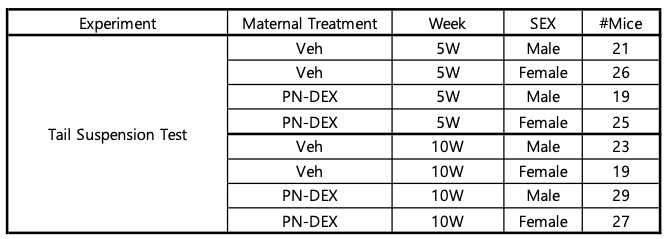 Experiment Maternal Treatment Week SEX #Mice
Veh 5W Male 21
Veh 5W Female 26
PN-DEX 5W Male 19
PN-DEX 5W Female 25
Tail Suspension Test
Veh 10W Male 23
Veh 10W Female 19
PN-DEX 10W Male 29
PN-DEX 10W Female 27